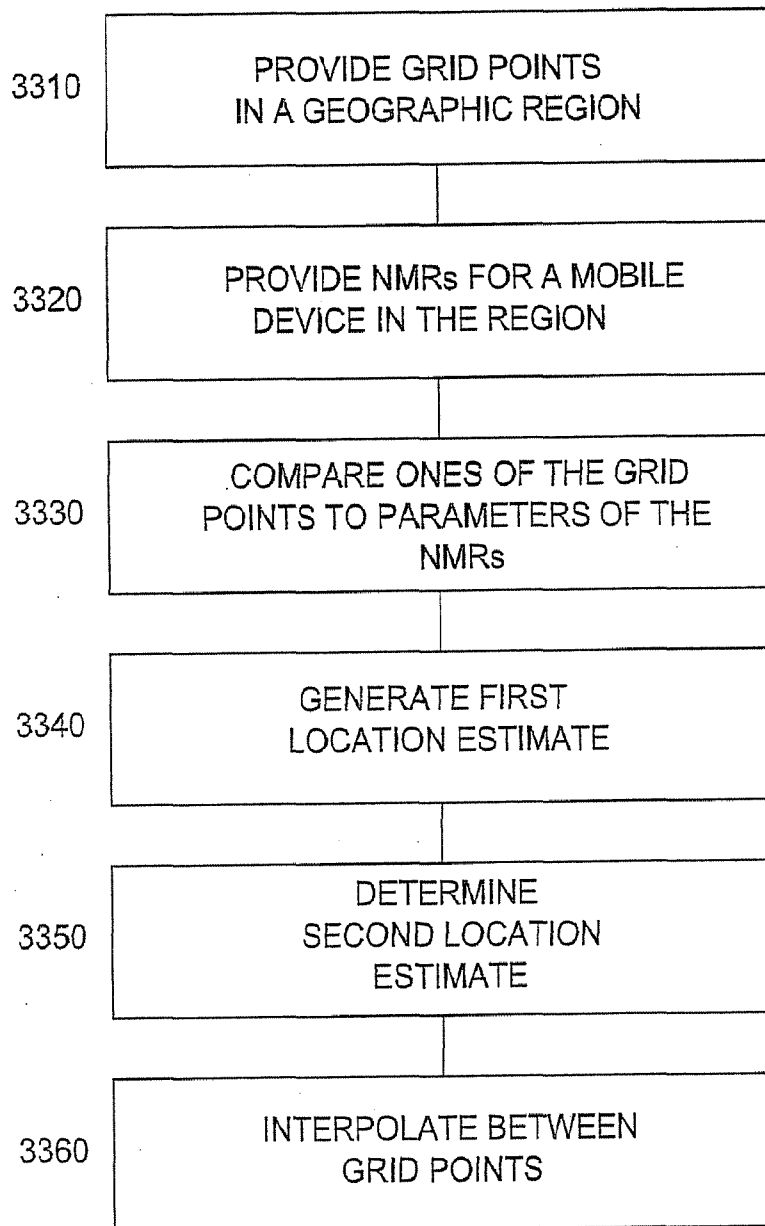 3310
PROVIDE GRID POINTS
IN A GEOGRAPHIC REGION
3320
PROVIDE NMRs FOR A MOBILE
DEVICE IN THE REGION
3330
COMPARE ONES OF THE GRID
POINTS TO PARAMETERS OF THE
NMRs
3340
GENERATE FIRST
LOCATION ESTIMATE
3350
DETERMINE
SECOND LOCATION
ESTIMATE
3360
INTERPOLATE BETWEEN
GRID POINTS